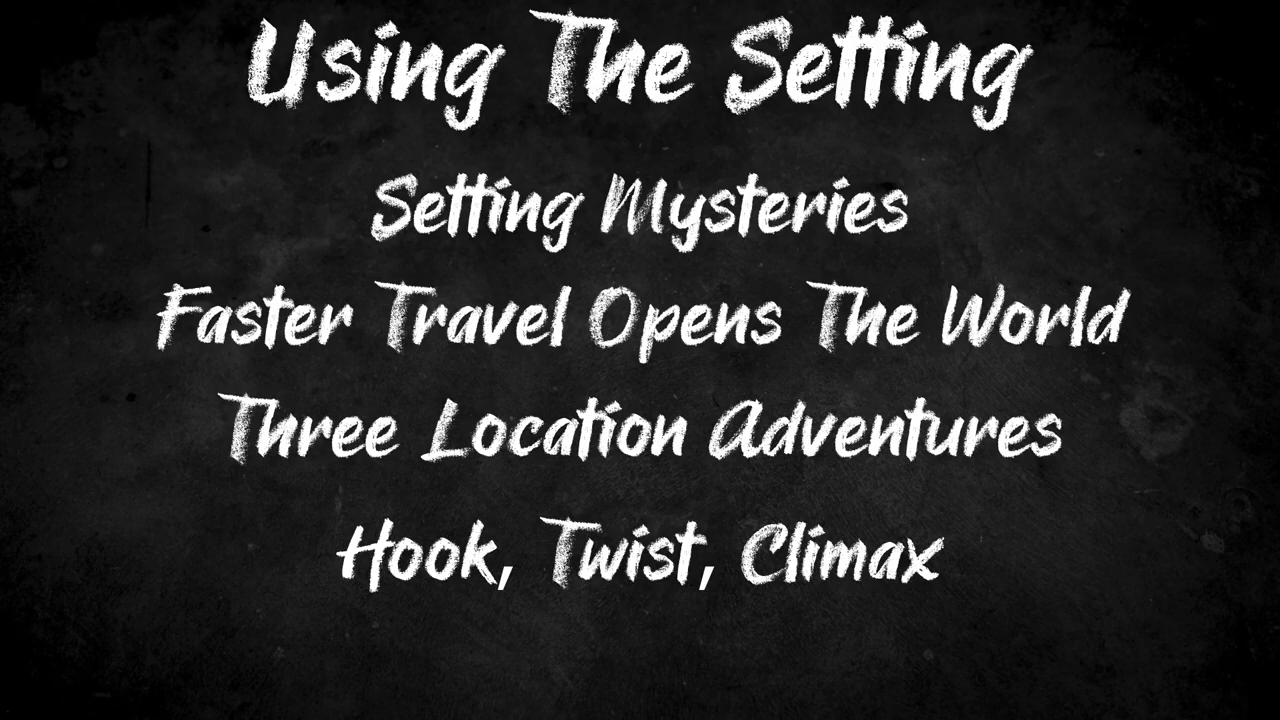 Using The Setting
Setting Mysteries
Faster Travel Opens The World
Three Location Adventures
Hook, Twist, Climax